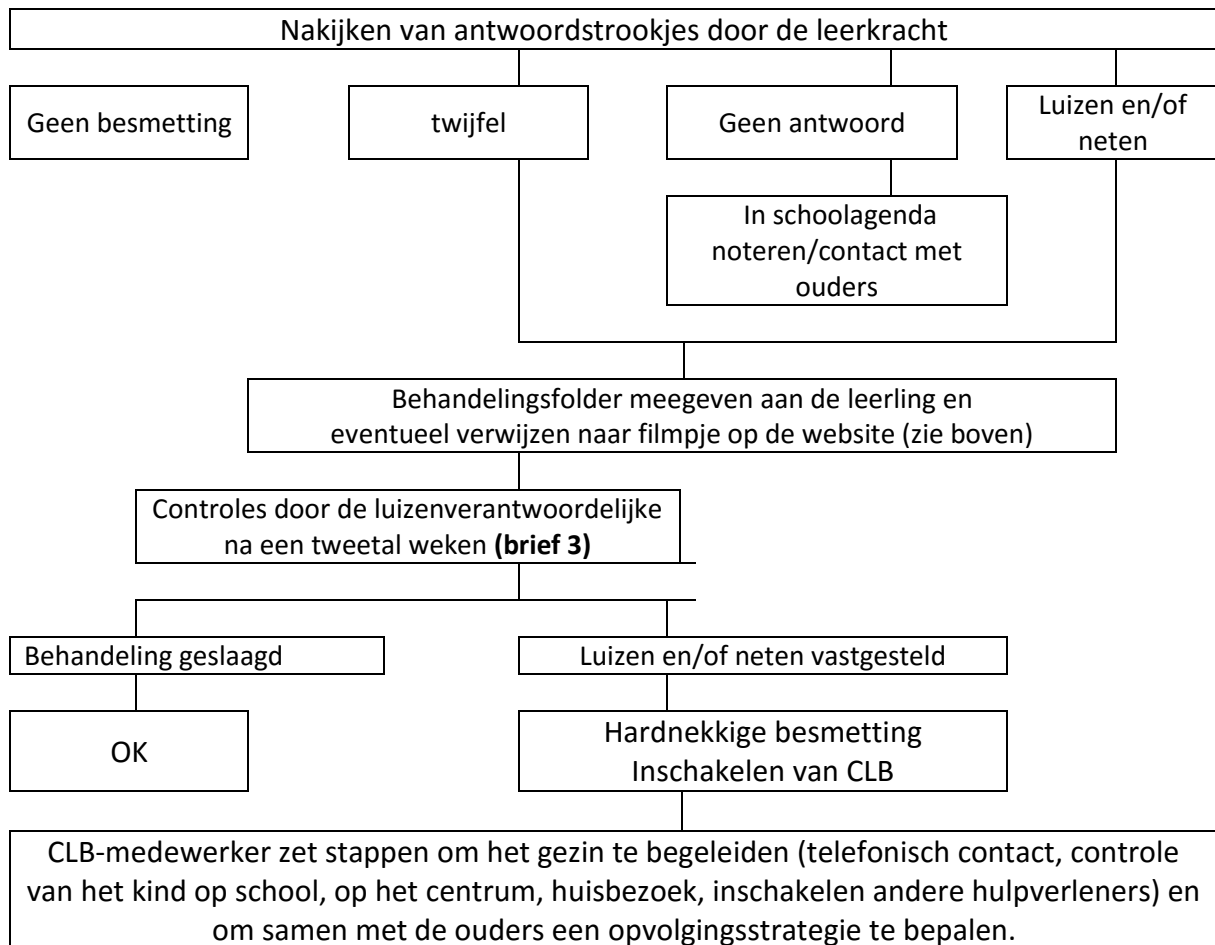 Nakijken van antwoordstrookjes door de leerkracht
Geen besmetting
twijfel
Geen antwoord
Luizen en/of
neten
In schoolagenda
noteren/contact met
ouders
Behandelingsfolder meegeven aan de leerling en
eventueel verwijzen naar filmpje op de website (zie boven)
Controles door de luizenverantwoordelijke
na een tweetal weken (brief 3)
Behandeling geslaagd
Luizen en/of neten vastgesteld
OK
Hardnekkige besmetting
Inschakelen van CLB
CLB-medewerker zet stappen om het gezin te begeleiden (telefonisch contact, controle
van het kind op school, op het centrum, huisbezoek, inschakelen andere hulpverleners) en
om samen met de ouders een opvolgingsstrategie te bepalen.